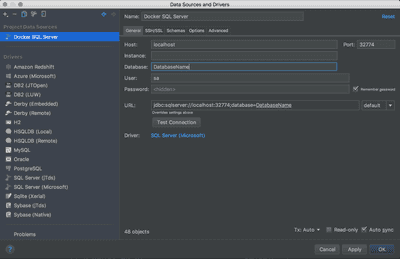 Data Sources and Drivers
Project Data Sources
Docker SQL Server
Drivers
Amazon Redshift
Azure (Microsoft)
DB2 (JTOpen)
DB2 (LUW)
Derby (Embedded)
Derby (Remote)
H2
HSQLDB (Local)
HSQLDB (Remote)
MySQL
Oracle
PostgreSQL
SQL Server (jTds)
SQL Server (Microsoft)
Sqlite (Xerial)
Sybase (jTds)
Sybase (Native)
Problems
Name: Docker SQL Server
Reset
General SSH/SSL Schemas Options Advanced
Host: localhost Port: 32774
Instance:
Database: DatabaseName
User: sa
Password: <hidden> Remember password
URL: jdbc:sqlserver://localhost:32774;database=DatabaseName default
Overrides settings above
Test Connection
Driver: SQL Server (Microsoft)
48 objects Tx: Auto Read-only Auto sync
Cancel Apply OK